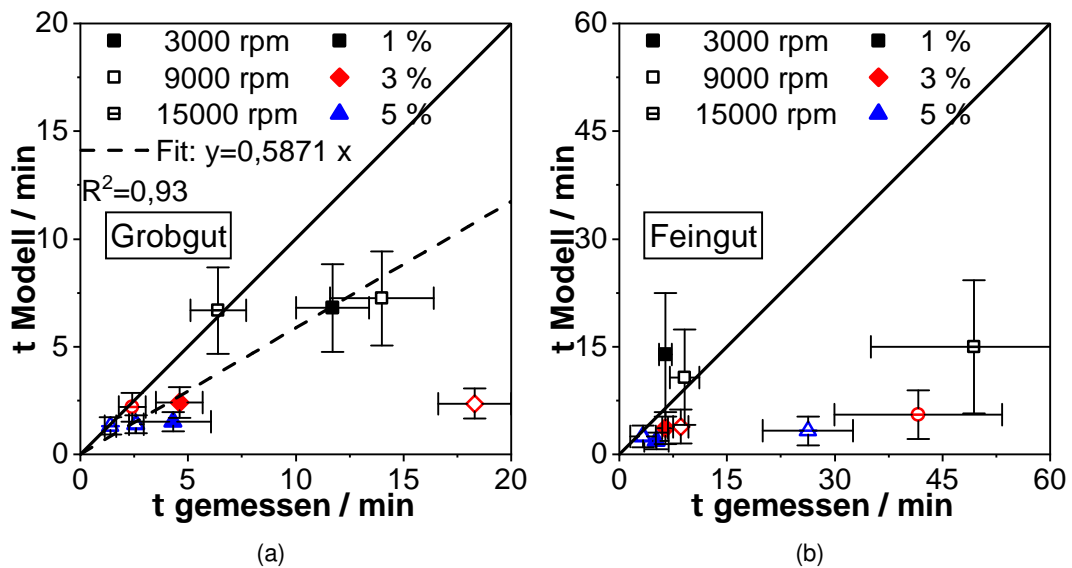 20
15
10
5
0
0
5
10
15
20
t Modell / min
t gemessen / min
3000 rpm
1 %
9000 rpm
3 %
15000 rpm
5 %
Fit: y=0,5871 x
R²=0,93
Grobgut
(a)
60
45
30
15
0
0
15
30
45
60
t Modell / min
t gemessen / min
3000 rpm
1 %
9000 rpm
3 %
15000 rpm
5 %
Feingut
(b)